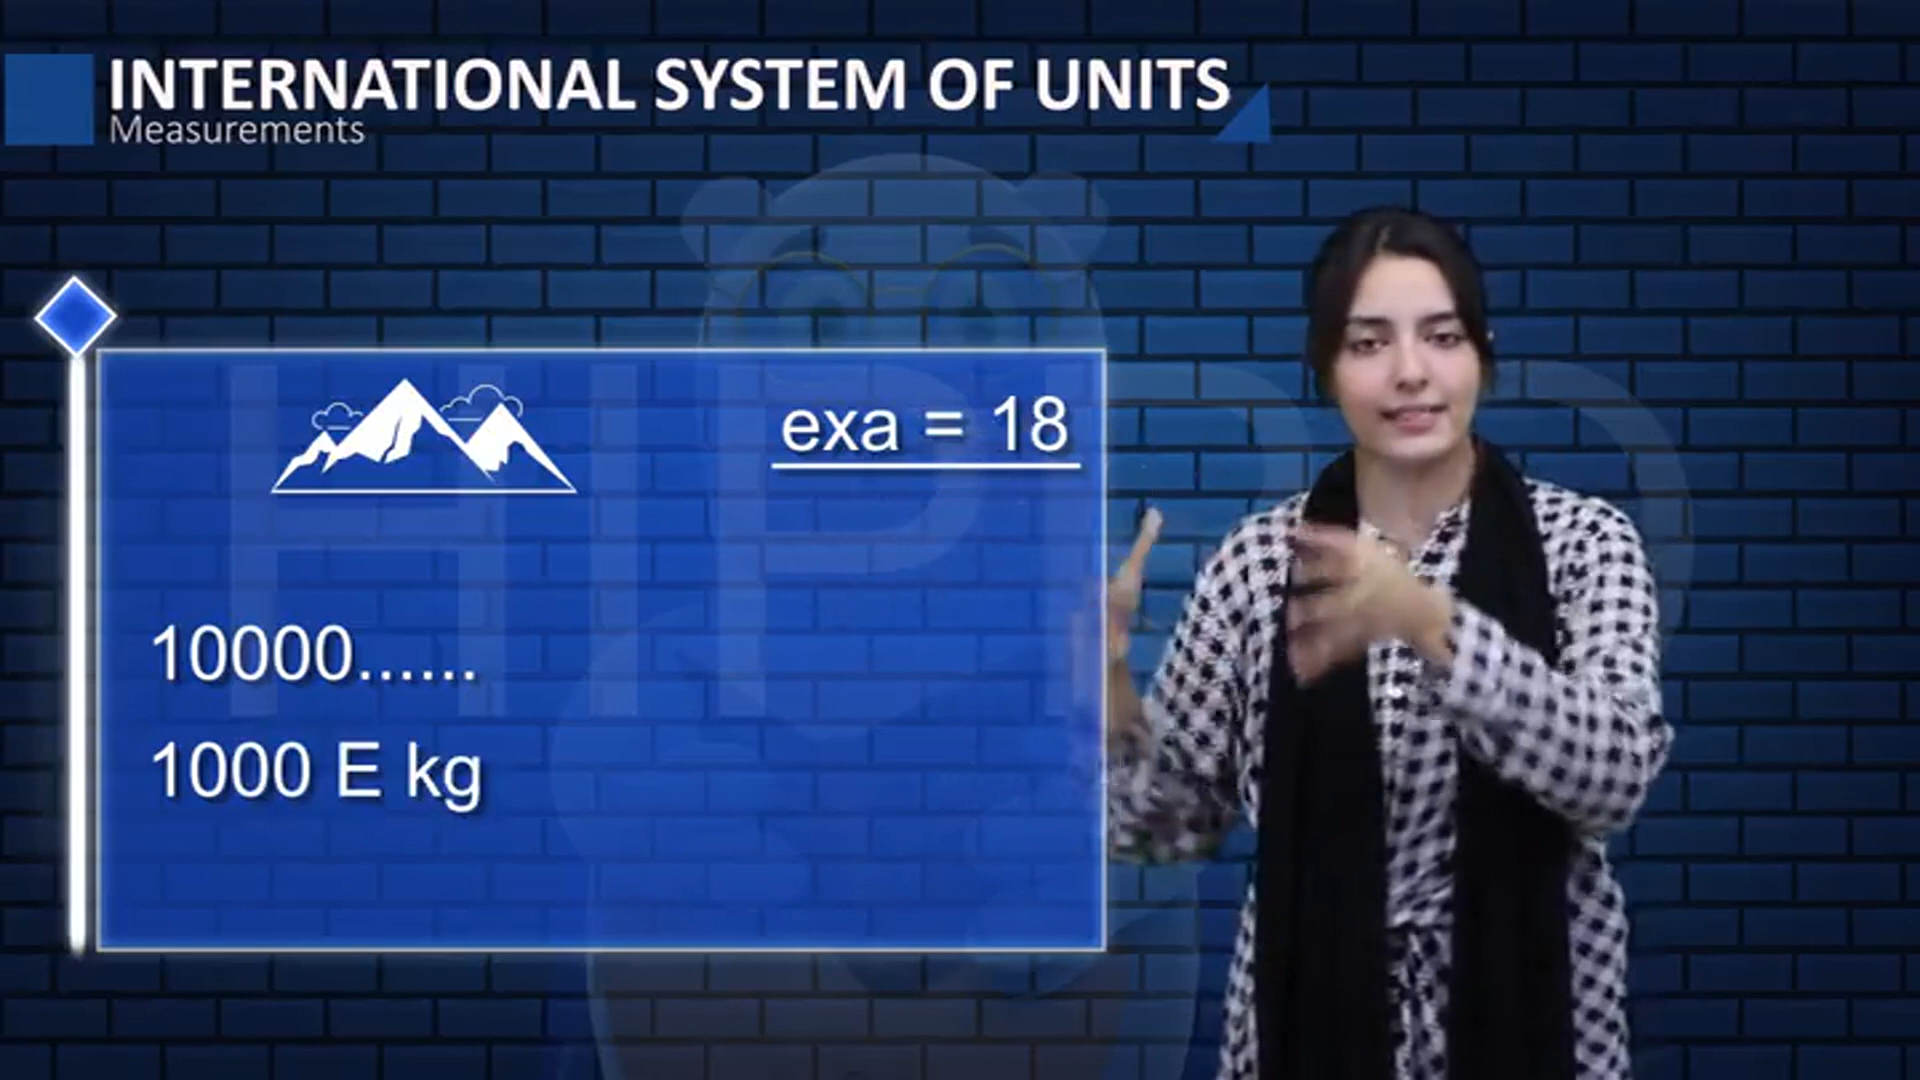 INTERNATIONAL SYSTEM OF UNITS
Measurements
exa = 18
10000......
1000 E kg